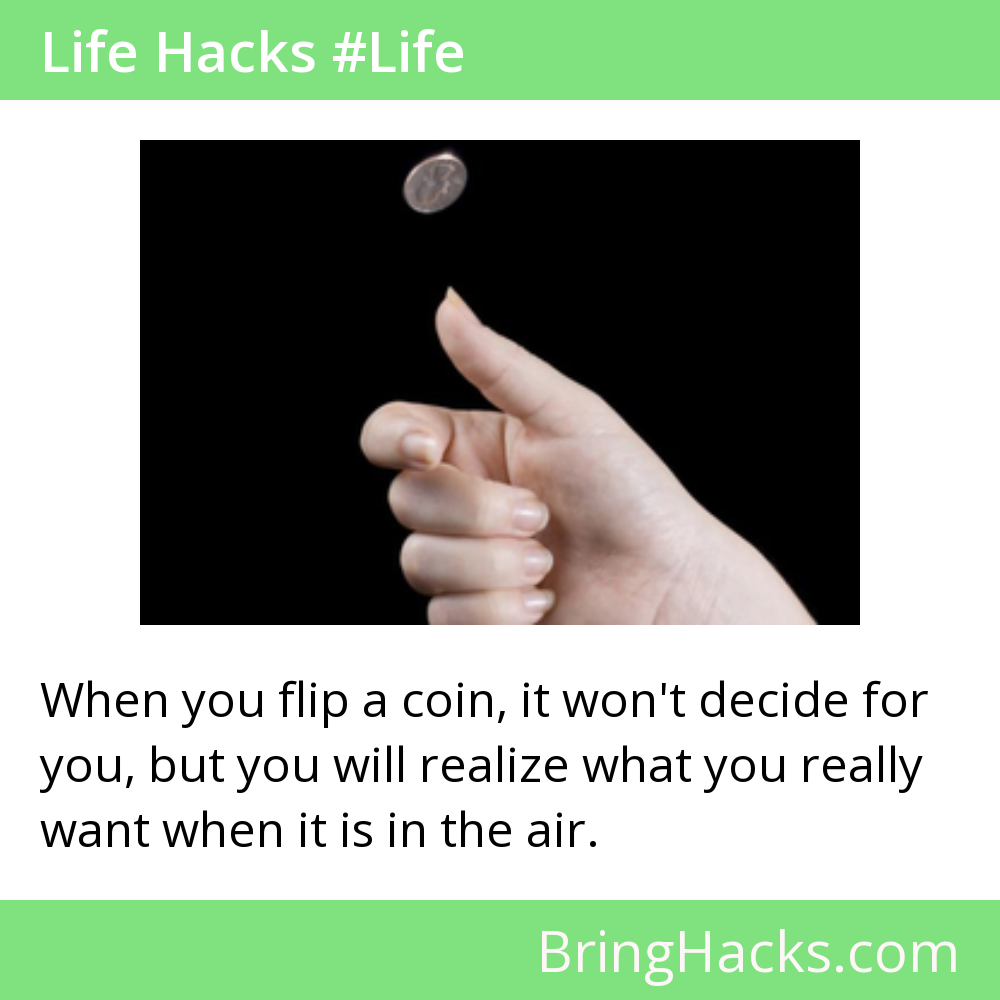 Life Hacks #Life
When you flip a coin, it won't decide for
you, but you will realize what you really
want when it is in the air.
BringHacks.com